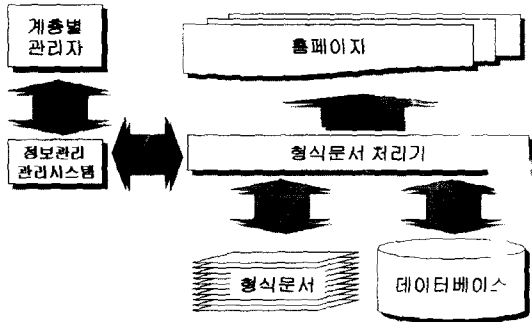 계층별
관리자
홈페이지
정보관리
관리시스템
형식문서 처리기
형식문서
데이터베이스